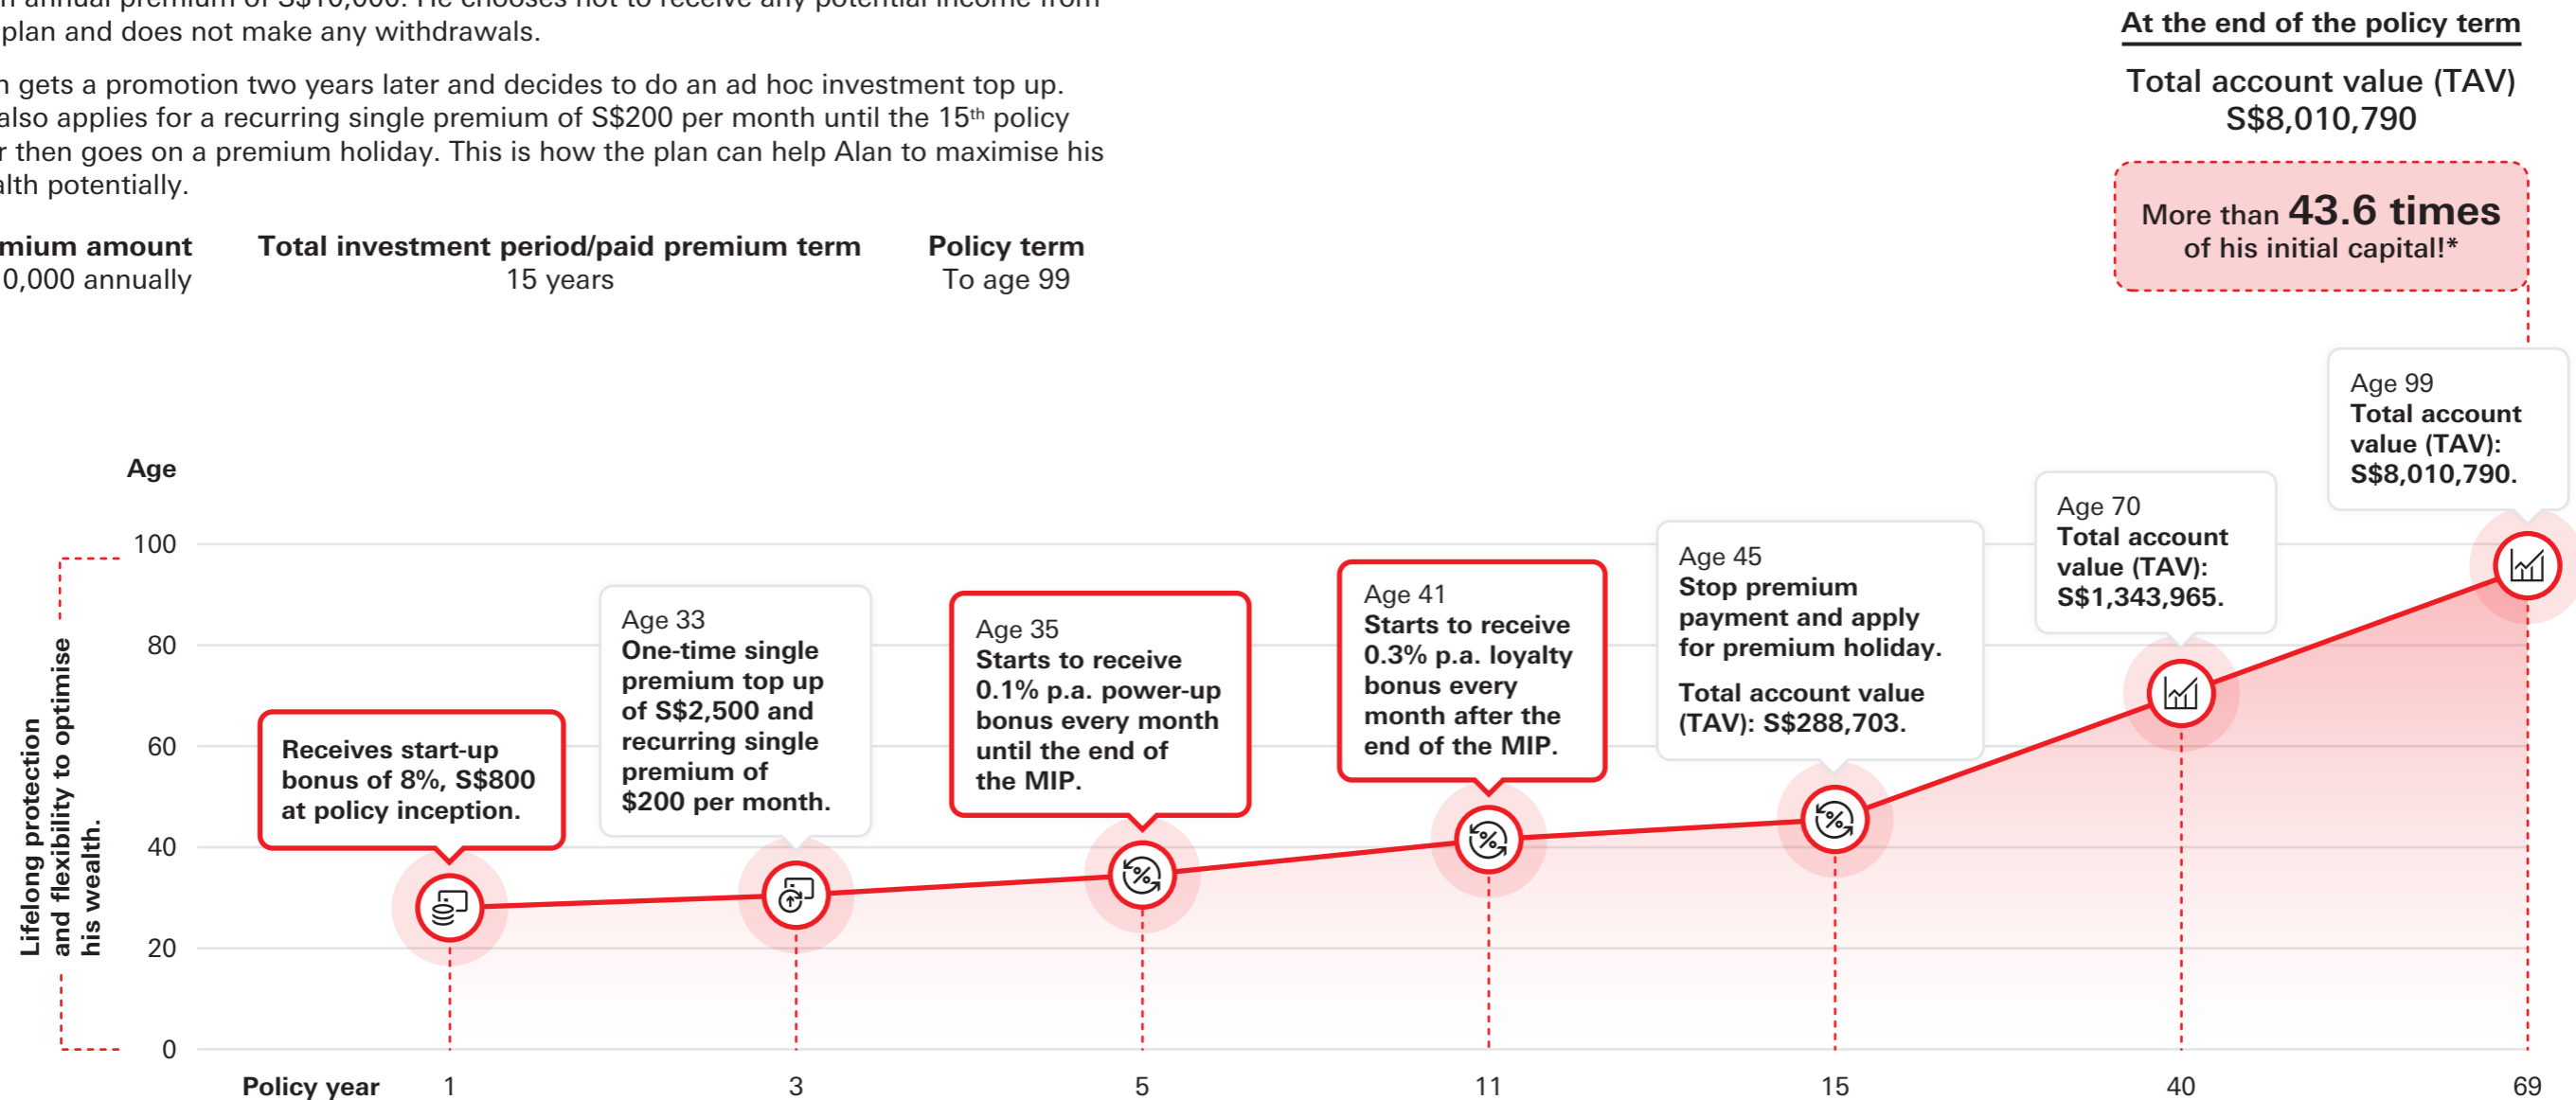 plan and does not make any withdrawals.
gets a promotion two years later and decides to do an ad hoc investment top up.
also applies for a recurring single premium of S$200 per month until the 15th policy
then goes on a premium holiday. This is how the plan can help Alan to maximise his
potentially.
amount
0,000 annually
Total investment period/paid premium term
15 years
Policy term
To age 99
At the end of the policy term
Total account value (TAV)
S$8,010,790
More than 43.6 times
of his initial capital!*
Age
100
80
60
40
20
0
Lifelong protection
and flexibility to optimise
his wealth.
Receives start-up
bonus of 8%, S$800
at policy inception.
Age 33
One-time single
premium top up
of S$2,500 and
recurring single
premium of
$200 per month.
Age 35
Starts to receive
0.1% p.a. power-up
bonus every month
until the end of
the MIP.
Age 41
Starts to receive
0.3% p.a. loyalty
bonus every
month after the
end of the MIP.
Age 45
Stop premium
payment and apply
for premium holiday.
Total account value
(TAV): S$288,703.
Age 70
Total account
value (TAV):
S$1,343,965.
Age 99
Total account
value (TAV):
S$8,010,790.
Policy year
1
3
5
11
15
40
69